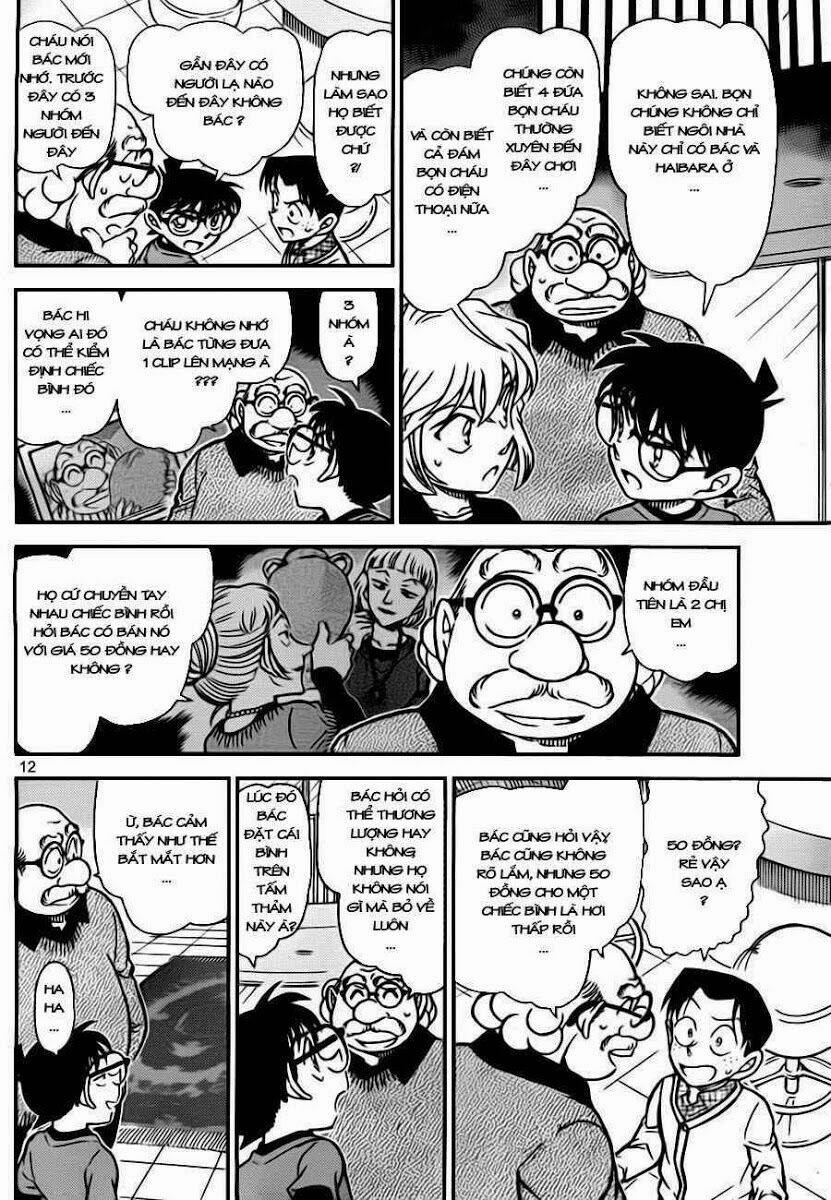 KHÔNG SAI. BỌN
CHÚNG KHÔNG CHỈ
BIẾT NGÔI NHÀ
NÀY CHỈ CÓ BÁC VÀ
HAIBARA Ở
...
CHÚNG CÒN
BIẾT 4 ĐỨA
BỌN CHÁU
THƯỜNG
XUYÊN ĐẾN
ĐÂY CHƠI
...
VÀ CÒN BIẾT
CẢ ĐÁM
BỌN CHÁU
CÓ ĐIỆN
THOẠI NỮA
...
NHƯNG
LÀM SAO
HỌ BIẾT
ĐƯỢC
CHỨ
?/
GẦN ĐÂY CÓ
NGƯỜI LẠ NÀO
ĐẾN ĐÂY KHÔNG
BÁC ?
CHÁU NÓI
BÁC MỚI
NHỚ. TRƯỚC
ĐÂY CÓ 3
NHÓM
NGƯỜI ĐẾN
ĐÂY
3
NHÓM
À
?
CHÁU KHÔNG NHỚ
LÀ BÁC TỪNG ĐƯA
1 CLIP LÊN MẠNG À
???
BÁC HI
VỌNG AI ĐÓ
CÓ THỂ KIỂM
ĐỊNH CHIẾC
BÌNH ĐÓ
...
NHÓM ĐẦU
TIÊN LÀ 2 CHỊ
EM
...
HỌ CỨ CHUYỀN TAY
NHAU CHIẾC BÌNH RỒI
HỎI BÁC CÓ BÁN NÓ
VỚI GIÁ 50 ĐỒNG HAY
KHÔNG ?
12
50 ĐỒNG?
RẺ VẬY
SAO Ạ
?
BÁC CŨNG HỎI VẬY,
BÁC CŨNG KHÔNG
RÕ LẮM, NHƯNG 50
ĐỒNG CHO MỘT
CHIẾC BÌNH LÀ HƠI
THẤP RỒI
...
BÁC HỎI CÓ
THỂ THƯƠNG
LƯỢNG HAY
KHÔNG,
NHƯNG HỌ
KHÔNG NÓI
GÌ MÀ BỎ VỀ
LUÔN
...
LÚC ĐÓ
BÁC
ĐẶT CÁI
BÌNH
TRÊN
TẤM
THẢM
NÀY À?
Ừ, BÁC CẢM
THẤY NHƯ THẾ
BẮT MẮT HƠN
...
HA
HA
...